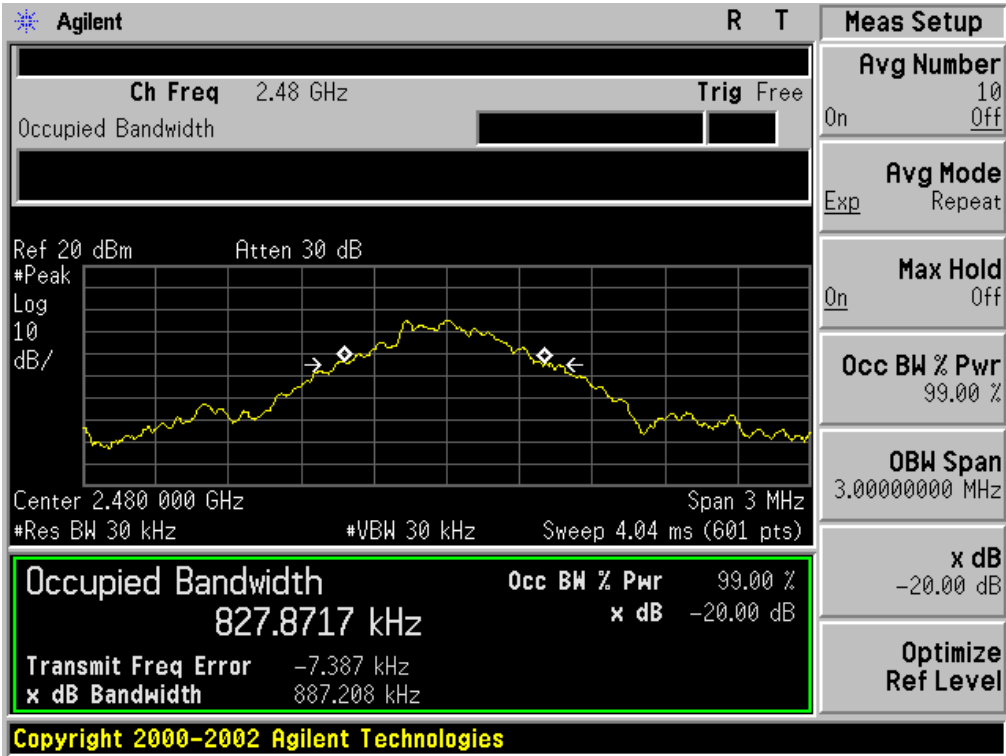 Agilent R T
Ch Freq 2.48 GHz Trig Free
Occupied Bandwidth
Ref 20 dBm Atten 30 dB
#Peak
Log
10
dB/
Center 2.480 000 GHz Span 3 MHz
#Res BW 30 kHz #VBW 30 kHz Sweep 4.04 ms (601 pts)
Occupied Bandwidth Occ BW % Pwr 99.00 %
827.8717 kHz x dB -20.00 dB
Transmit Freq Error -7.387 kHz
x dB Bandwidth 887.208 kHz
Copyright 2000-2002 Agilent Technologies
Meas Setup
Avg Number
10
On Off
Avg Mode
Exp Repeat
Max Hold
On Off
Occ BW % Pwr
99.00 %
OBW Span
3.00000000 MHz
x dB
-20.00 dB
Optimize
Ref Level